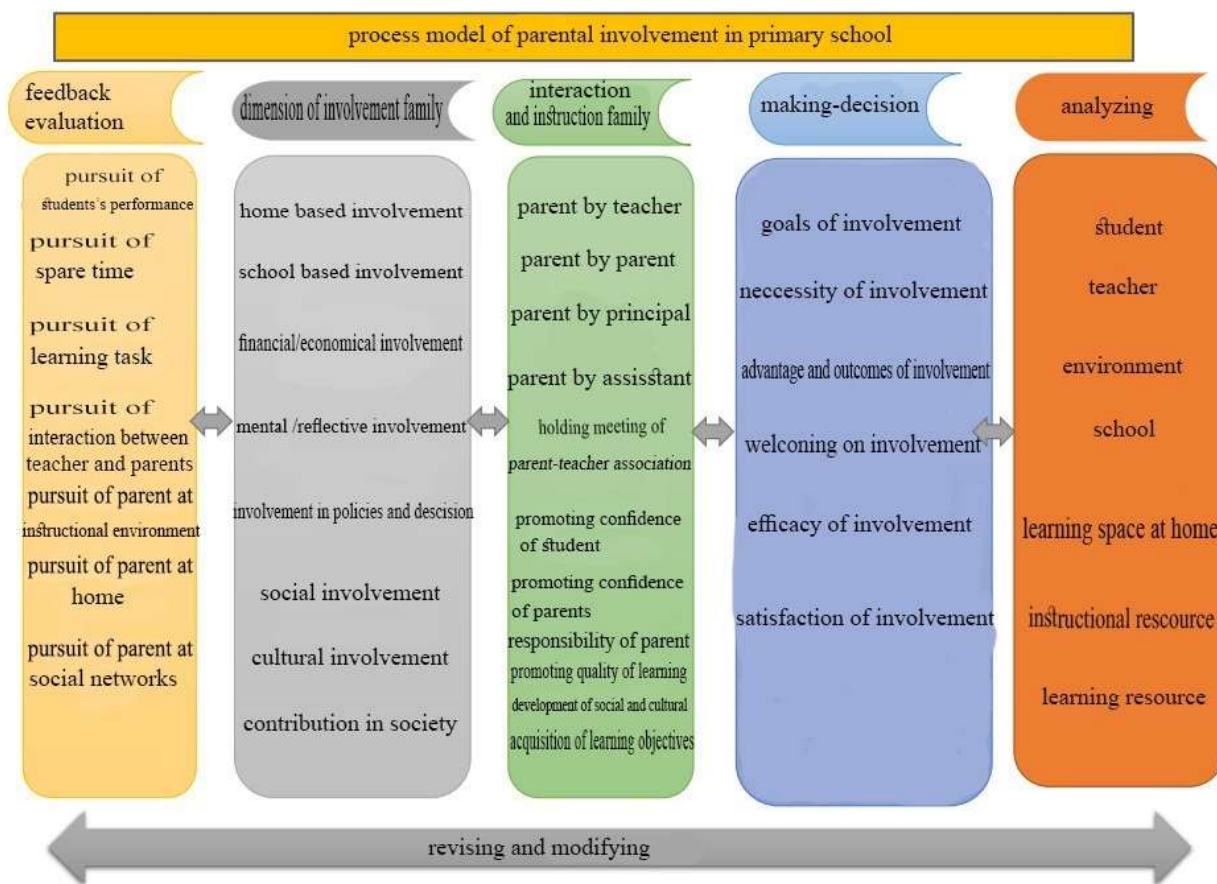 process model of parental involvement in primary school
feedback
evaluation
pursuit of
students's performance
pursuit of
spare time
pursuit of
learning task
pursuit of
interaction between
teacher and parents
pursuit of parent at
instructional environment
pursuit of parent at
home
pursuit of parent at
social networks
dimension of involvement family
home based involvement
school based involvement
financial/economical involvement
mental /reflective involvement
involvement in policies and descision
social involvement
cultural involvement
contribution in society
interaction
and instruction family
parent by teacher
parent by parent
parent by principal
parent by assisstant
holding meeting of
parent-teacher association
promoting confidence
of student
promoting confidence
of parents
responsibility of parent
promoting quality of learning
development of social and cultural
acquisition of learning objectives
making-decision
goals of involvement
neccessity of involvement
advantage and outcomes of involvement
welconing on involvement
efficacy of involvement
satisfaction of involvement
analyzing
student
teacher
environment
school
learning space at home
instructional rescource
learning resource
revising and modifying